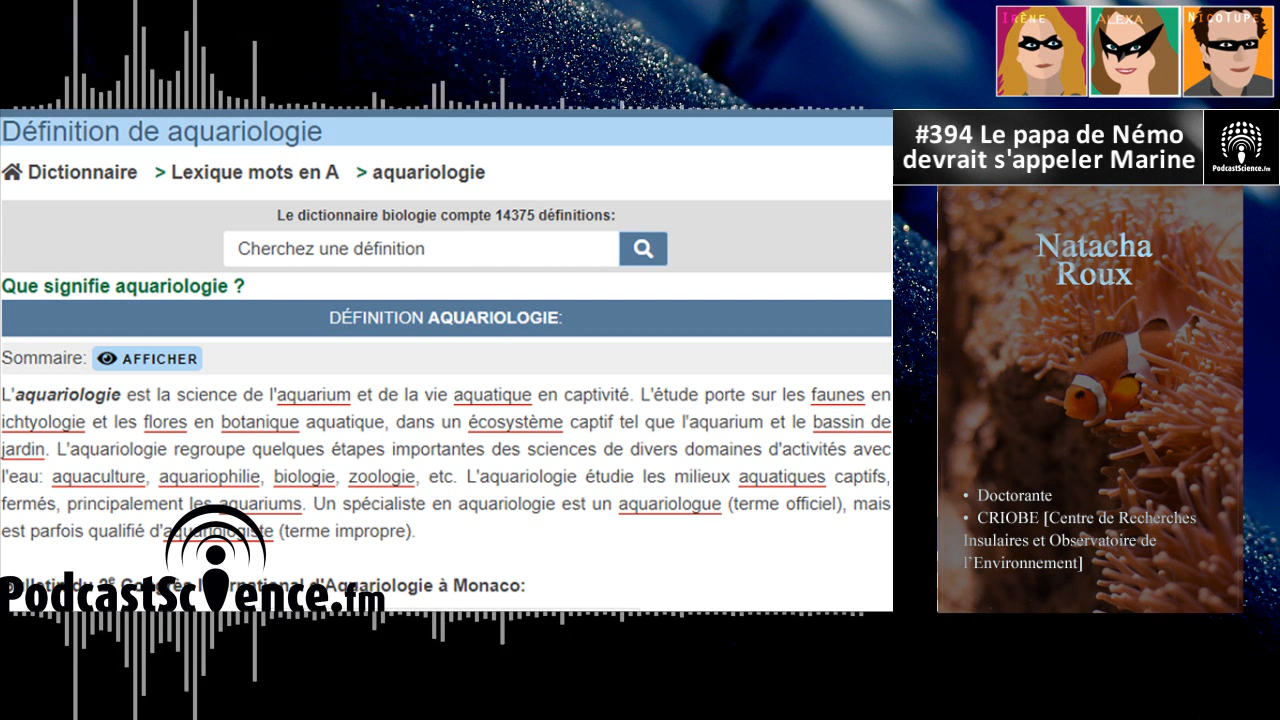 IRÈNE
ALEXA
NICOTUPE
Définition de aquariologie
Dictionnaire > Lexique mots en A > aquariologie
Le dictionnaire biologie compte 14375 définitions:
Cherchez une définition
Que signifie aquariologie ?
DÉFINITION AQUARIOLOGIE:
Sommaire: AFFICHER
L'aquariologie est la science de l'aquarium et de la vie aquatique en captivité. L'étude porte sur les faunes en
ichtyologie et les flores en botanique aquatique, dans un écosystème captif tel que l'aquarium et le bassin de
jardin. L'aquariologie regroupe quelques étapes importantes des sciences de divers domaines d'activités avec
l'eau: aquaculture, aquariophilie, biologie, zoologie, etc. L'aquariologie étudie les milieux aquatiques captifs,
fermés, principalement les aquariums. Un spécialiste en aquariologie est un aquariologue (terme officiel), mais
est parfois qualifié d'aquariologiste (terme impropre).
Bulletin du 2e Congrès International d'Aquariologie à Monaco:
PodcastScience.fm
#394 Le papa de Némo
devrait s'appeler Marine
PodcastScience.fm
Natacha
Roux
• Doctorante
• CRIOBE [Centre de Recherches
Insulaires et Observatoire de
l'Environnement]